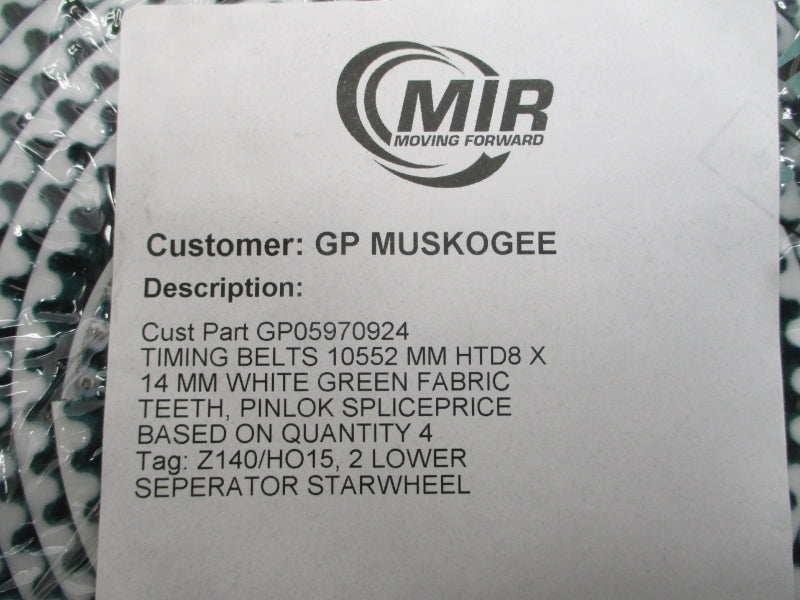 MIR
MOVING FORWARD
Customer: GP MUSKOGEE
Description:
Cust Part GP05970924
TIMING BELTS 10552 MM HTD8 X
14 MM WHITE GREEN FABRIC
TEETH, PINLOK SPLICEPRICE
BASED ON QUANTITY 4
Tag: Z140/HO15, 2 LOWER
SEPERATOR STARWHEEL